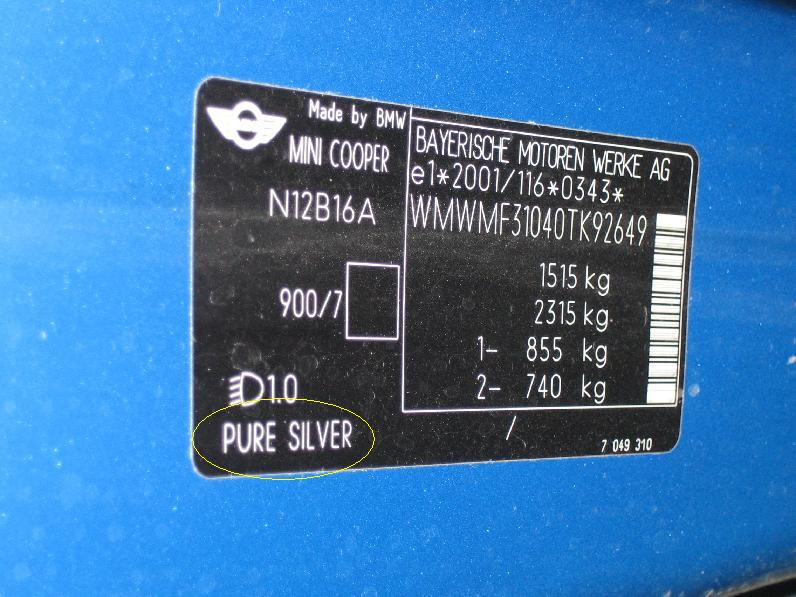 Made by BMW
MINI COOPER
N12B16A
900/7
1.0
PURE SILVER
BAYERISCHE MOTOREN WERKE AG
e1*2001/116*0343*
WMWMF31040TK92649
1515 kg
2315 kg
1- 855 kg
2- 740 kg
/
7 049 310